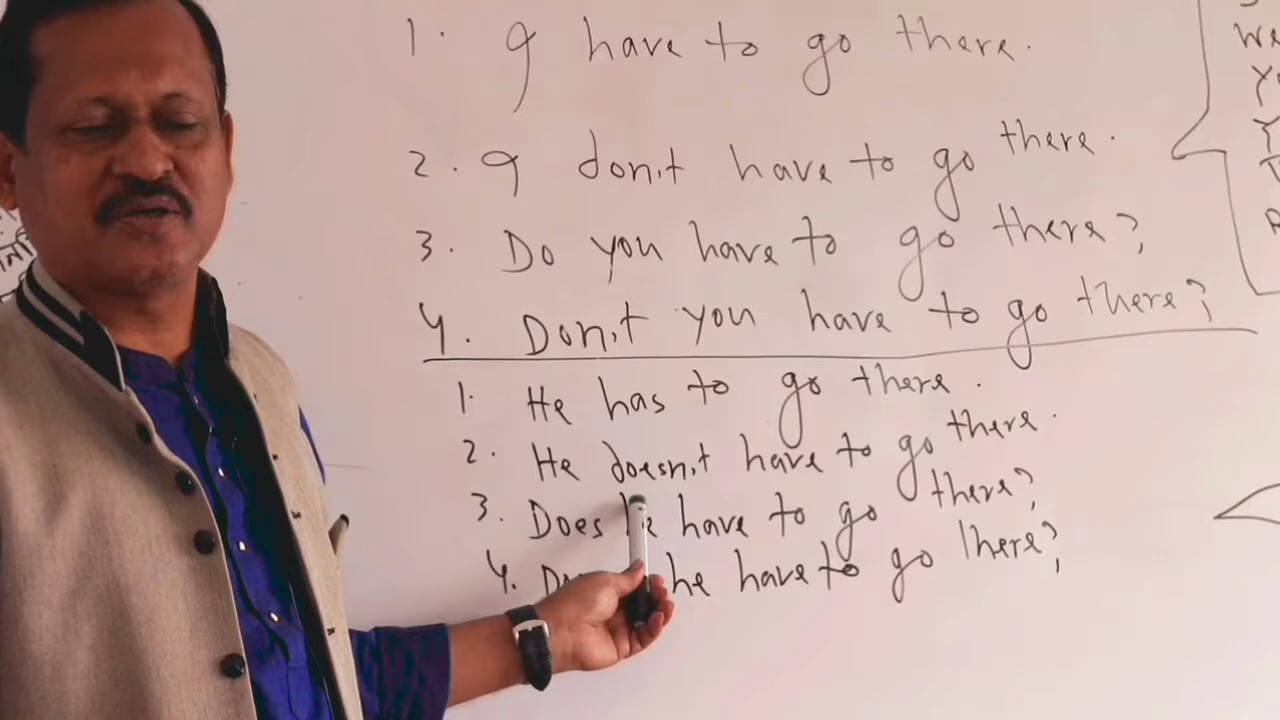 1. I have to go there.
2. I don't have to go there.
3. Do you have to go there?
4. Don't you have to go there?
1. He has to go there.
2. He doesn't have to go there.
3. Does he have to go there?
4. he have to go there?